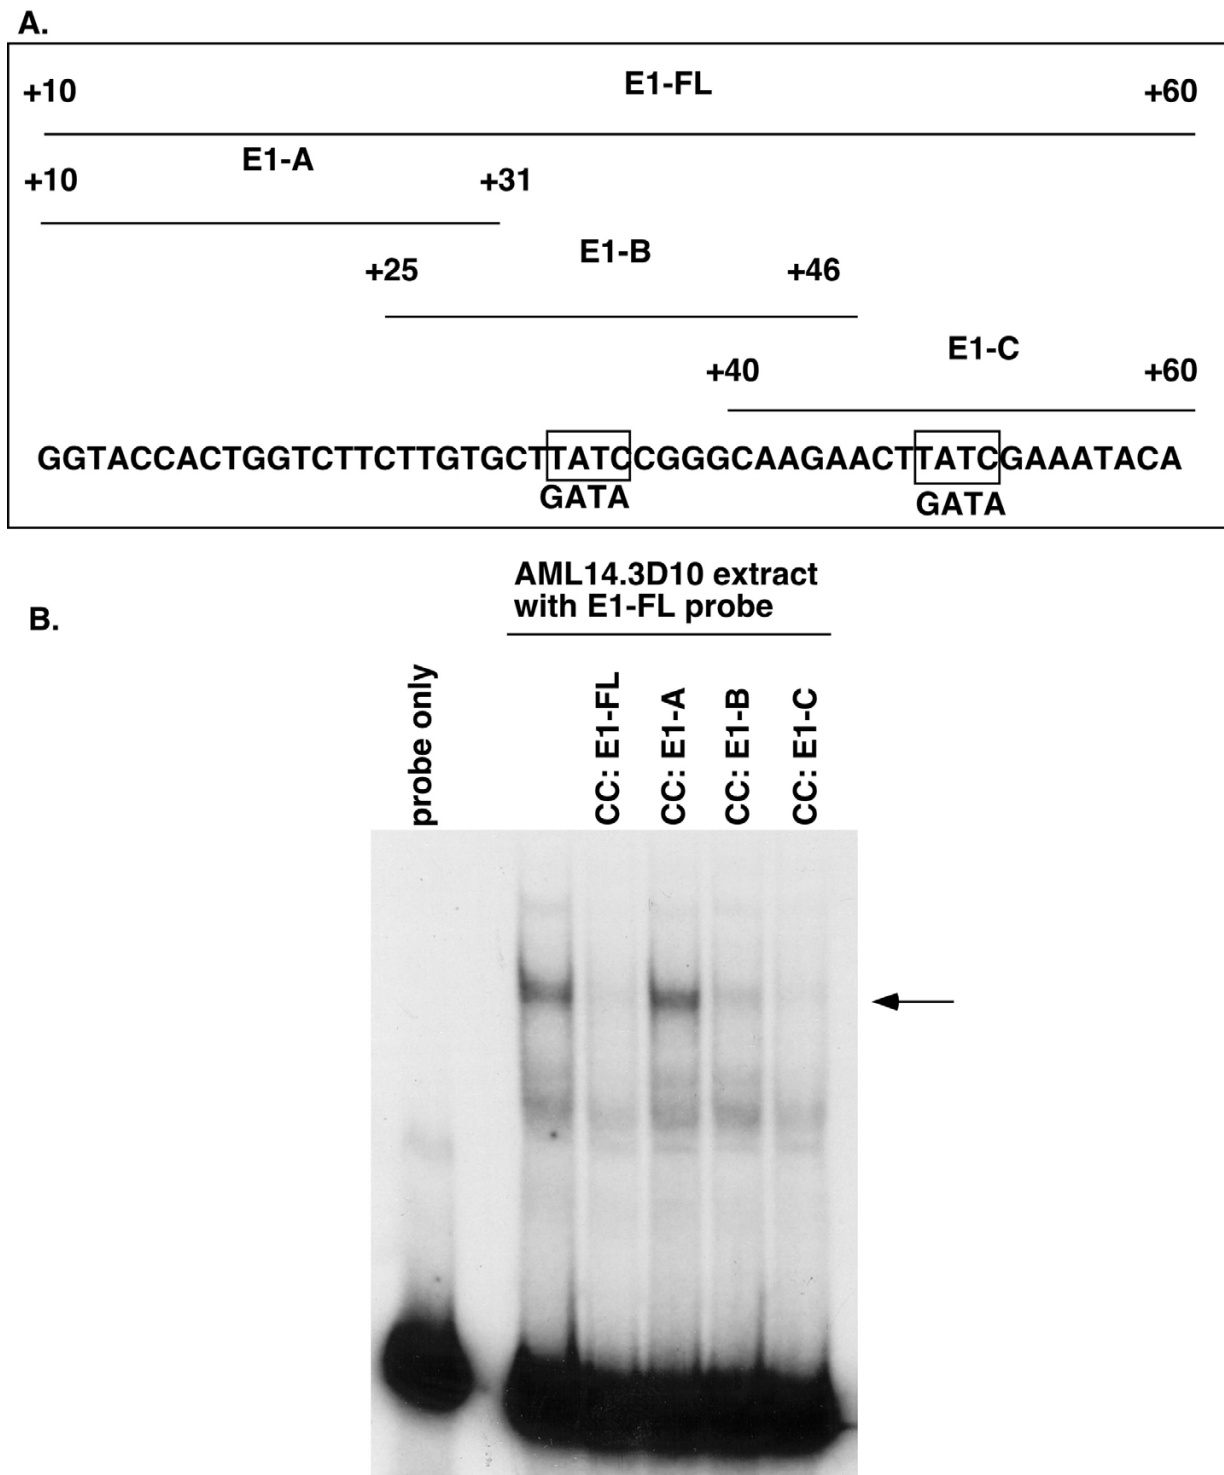 A.
+10 E1-FL +60
E1-A
+10 +31
E1-B
+25 +46
E1-C
+40 +60
GGTACCACTGGTCTTCTTGTGCTTATCCGGGCAAGAACTTATCGAAATACA
GATA GATA
B.
AML14.3D10 extract
with E1-FL probe
probe only
CC: E1-FL
CC: E1-A
CC: E1-B
CC: E1-C